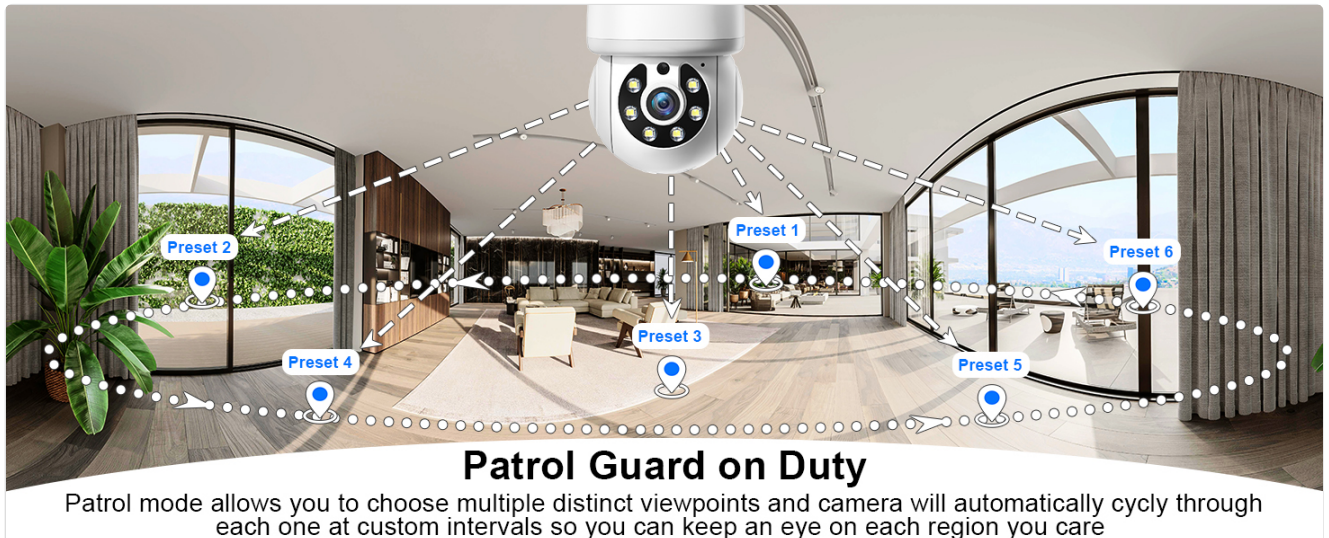 Preset 1
Preset 2
Preset 6
Preset 3
Preset 4
Preset 5
Patrol Guard on Duty
Patrol mode allows you to choose multiple distinct viewpoints and camera will automatically cycly through
each one at custom intervals so you can keep an eye on each region you care